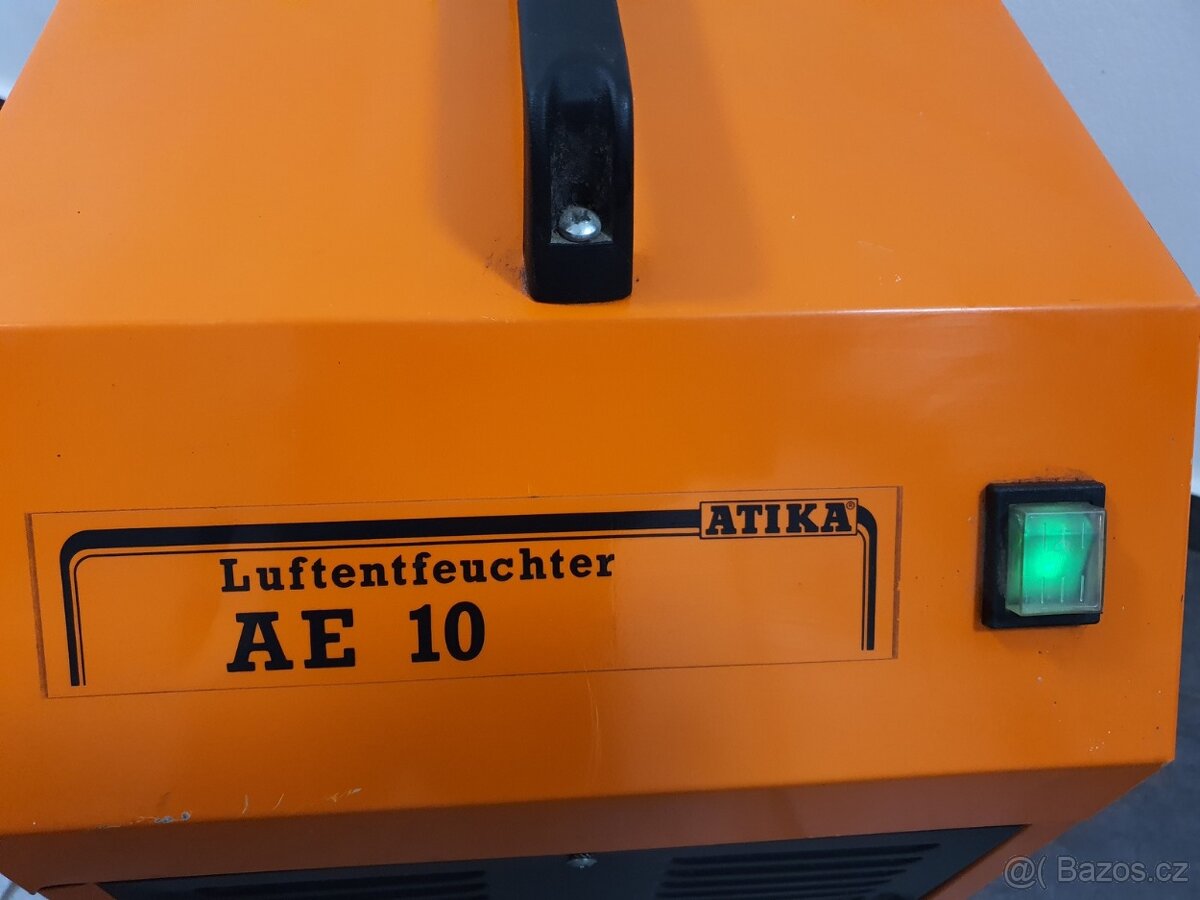 ATIKA®
Luftentfeuchter
AE 10
@( Bazos.cz